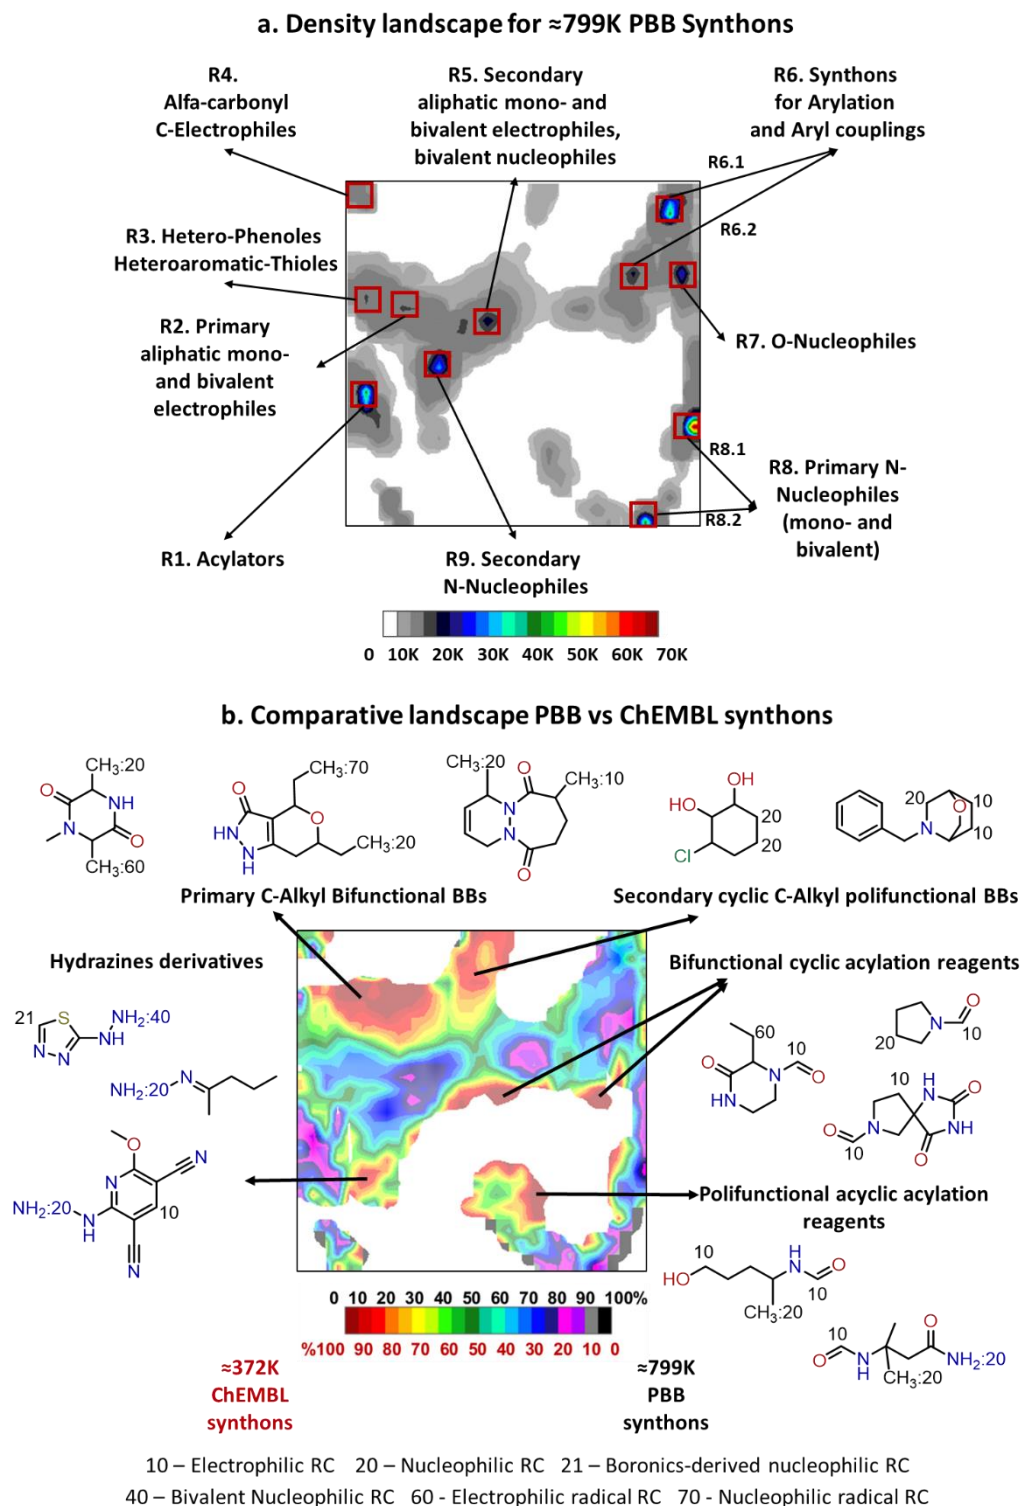 a. Density landscape for ≈799K PBB Synthons
R4.
Alfa-carbonyl
C-Electrophiles
R5. Secondary
aliphatic mono- and
bivalent electrophiles,
bivalent nucleophiles
R6. Synthons
for Arylation
and Aryl couplings
R6.1
R6.2
R3. Hetero-Phenoles
Heteroaromatic-Thioles
R2. Primary
aliphatic mono-
and bivalent
electrophiles
R7. O-Nucleophiles
R8.1
R8.2
R8. Primary N-
Nucleophiles
(mono- and
bivalent)
R1. Acylators
R9. Secondary
N-Nucleophiles
0 10K 20K 30K 40K 50K 60K 70K
b. Comparative landscape PBB vs ChEMBL synthons
CH3:20
O
NH
N
O
CH3:60
CH3:70
O
O
HN
N
H
CH3:20
CH3:20
O
CH3:10
N
N
O
OH
HO
20
20
Cl
20
O
10
N
10
Primary C-Alkyl Bifunctional BBs
Secondary cyclic C-Alkyl polifunctional BBs
Hydrazines derivatives
Bifunctional cyclic acylation reagents
21
S
NH2:40
N
N
N
H
NH2:20
N
O
N
N
NH2:20
N
H
10
N
60
10
O
N
O
HN
O
N
20
10
10
H
N
O
N
NH
O
10
O
Polifunctional acyclic acylation
reagents
10
H
N
O
HO
10
CH3:20
10
O
O
N
H
NH2:20
CH3:20
0 10 20 30 40 50 60 70 80 90 100%
%100 90 80 70 60 50 40 30 20 10 0
≈372K
ChEMBL
synthons
≈799K
PBB
synthons
10 – Electrophilic RC 20 – Nucleophilic RC 21 – Boronics-derived nucleophilic RC
40 – Bivalent Nucleophilic RC 60 - Electrophilic radical RC 70 - Nucleophilic radical RC